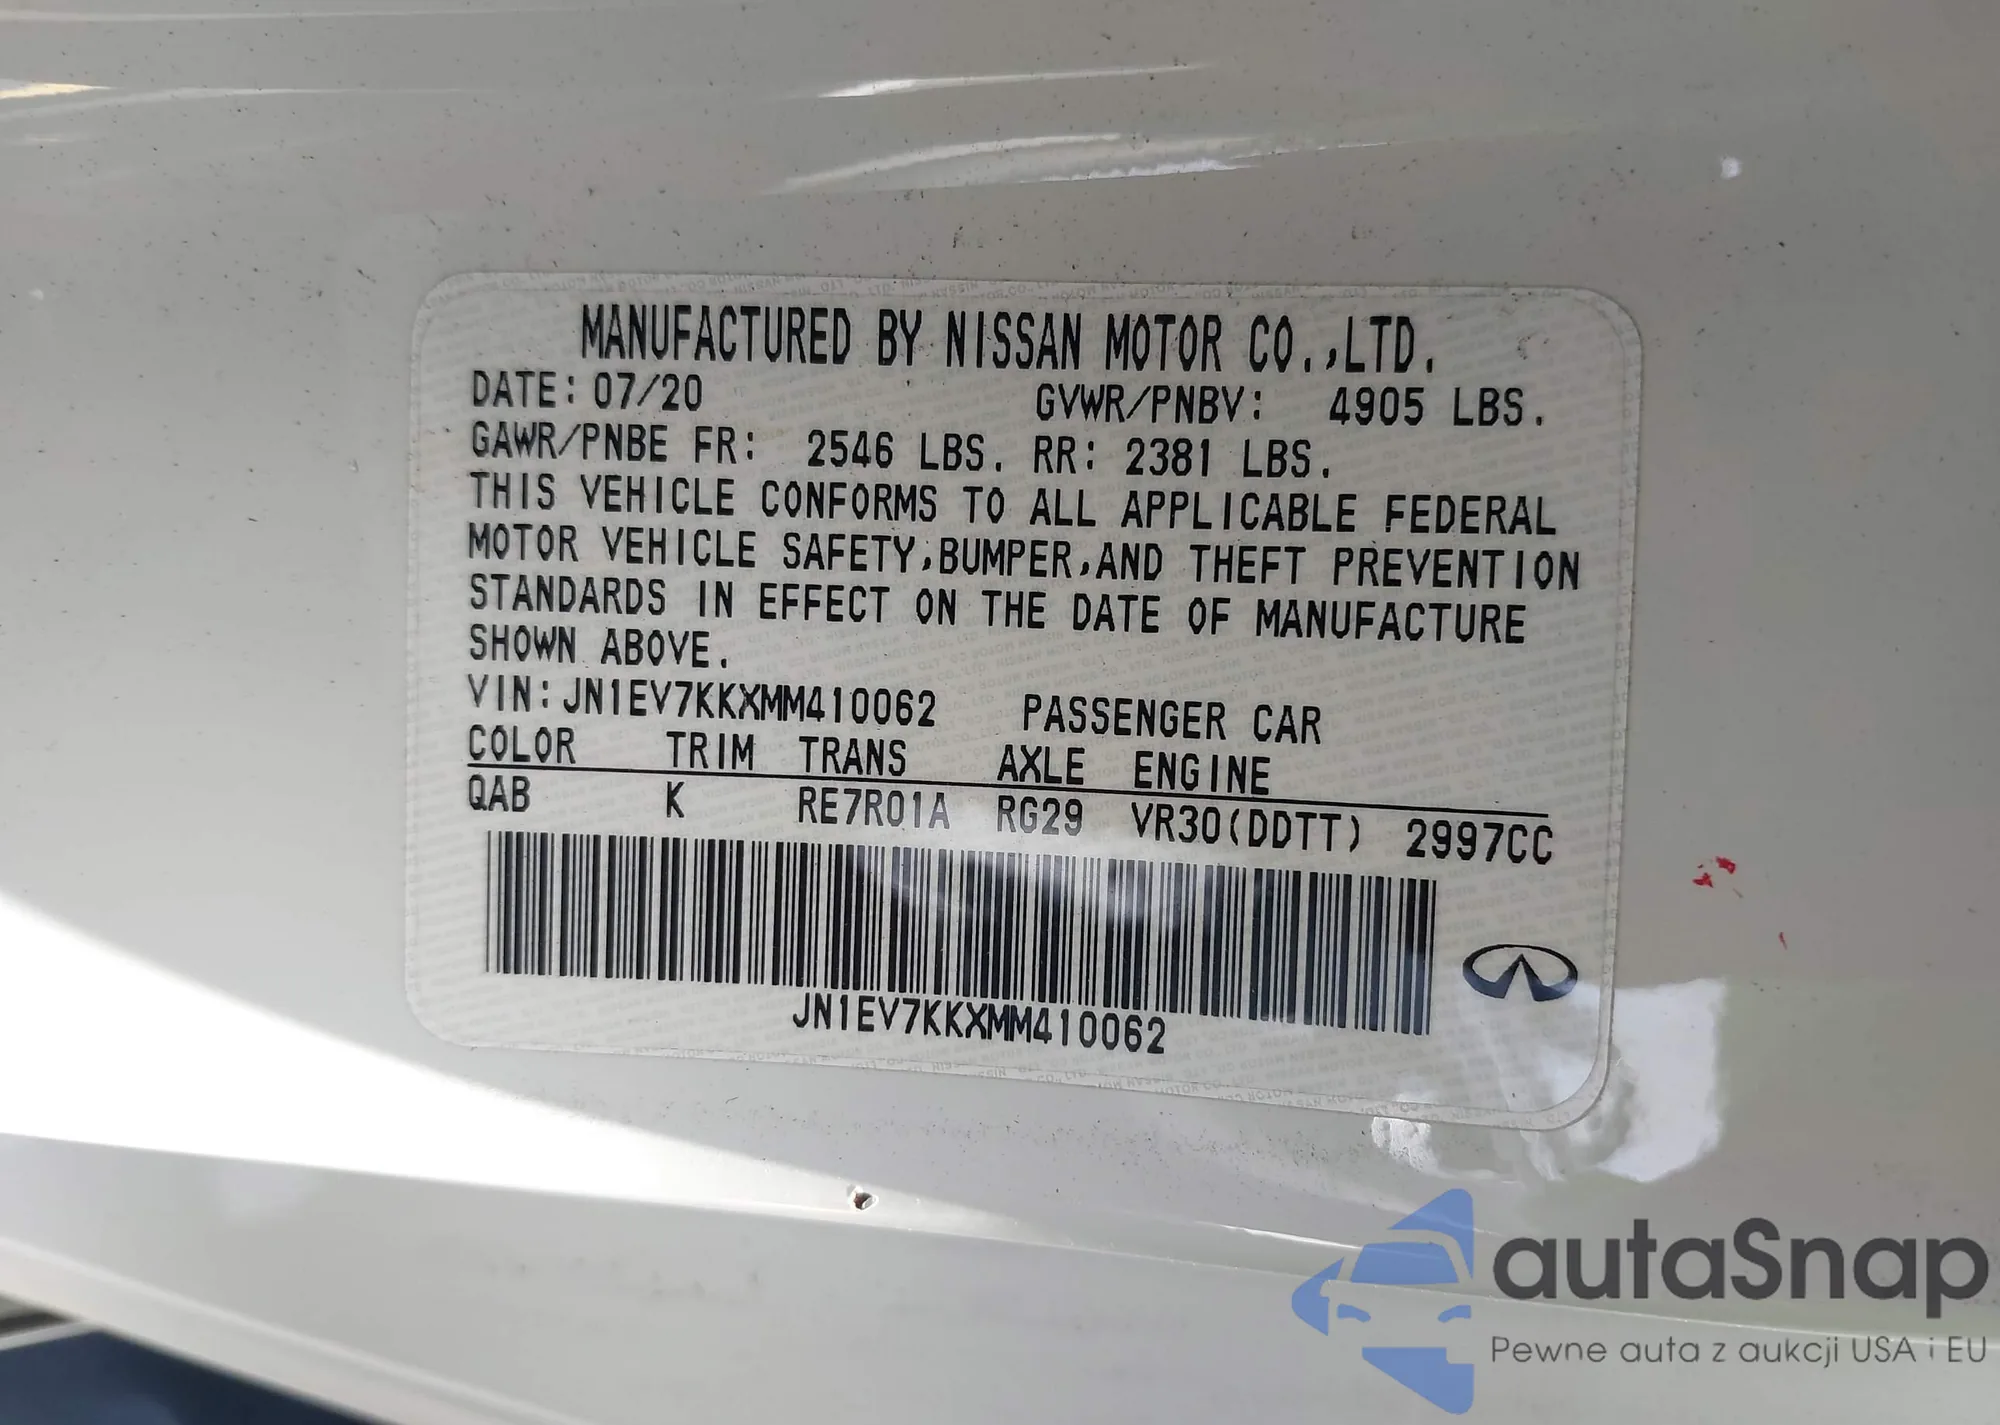 MANUFACTURED BY NISSAN MOTOR CO.,LTD.
DATE: 07/20 GVWR/PNBV: 4905 LBS.
GAWR/PNBE FR: 2546 LBS. RR: 2381 LBS.
THIS VEHICLE CONFORMS TO ALL APPLICABLE FEDERAL
MOTOR VEHICLE SAFETY,BUMPER,AND THEFT PREVENTION
STANDARDS IN EFFECT ON THE DATE OF MANUFACTURE
SHOWN ABOVE.
VIN:JN1EV7KKXMM410062 PASSENGER CAR
COLOR TRIM TRANS AXLE ENGINE
QAB K RE7R01A RG29 VR30(DDTT) 2997CC
JN1EV7KKXMM410062
autaSnap
Pewne auta z aukcji USA i EU